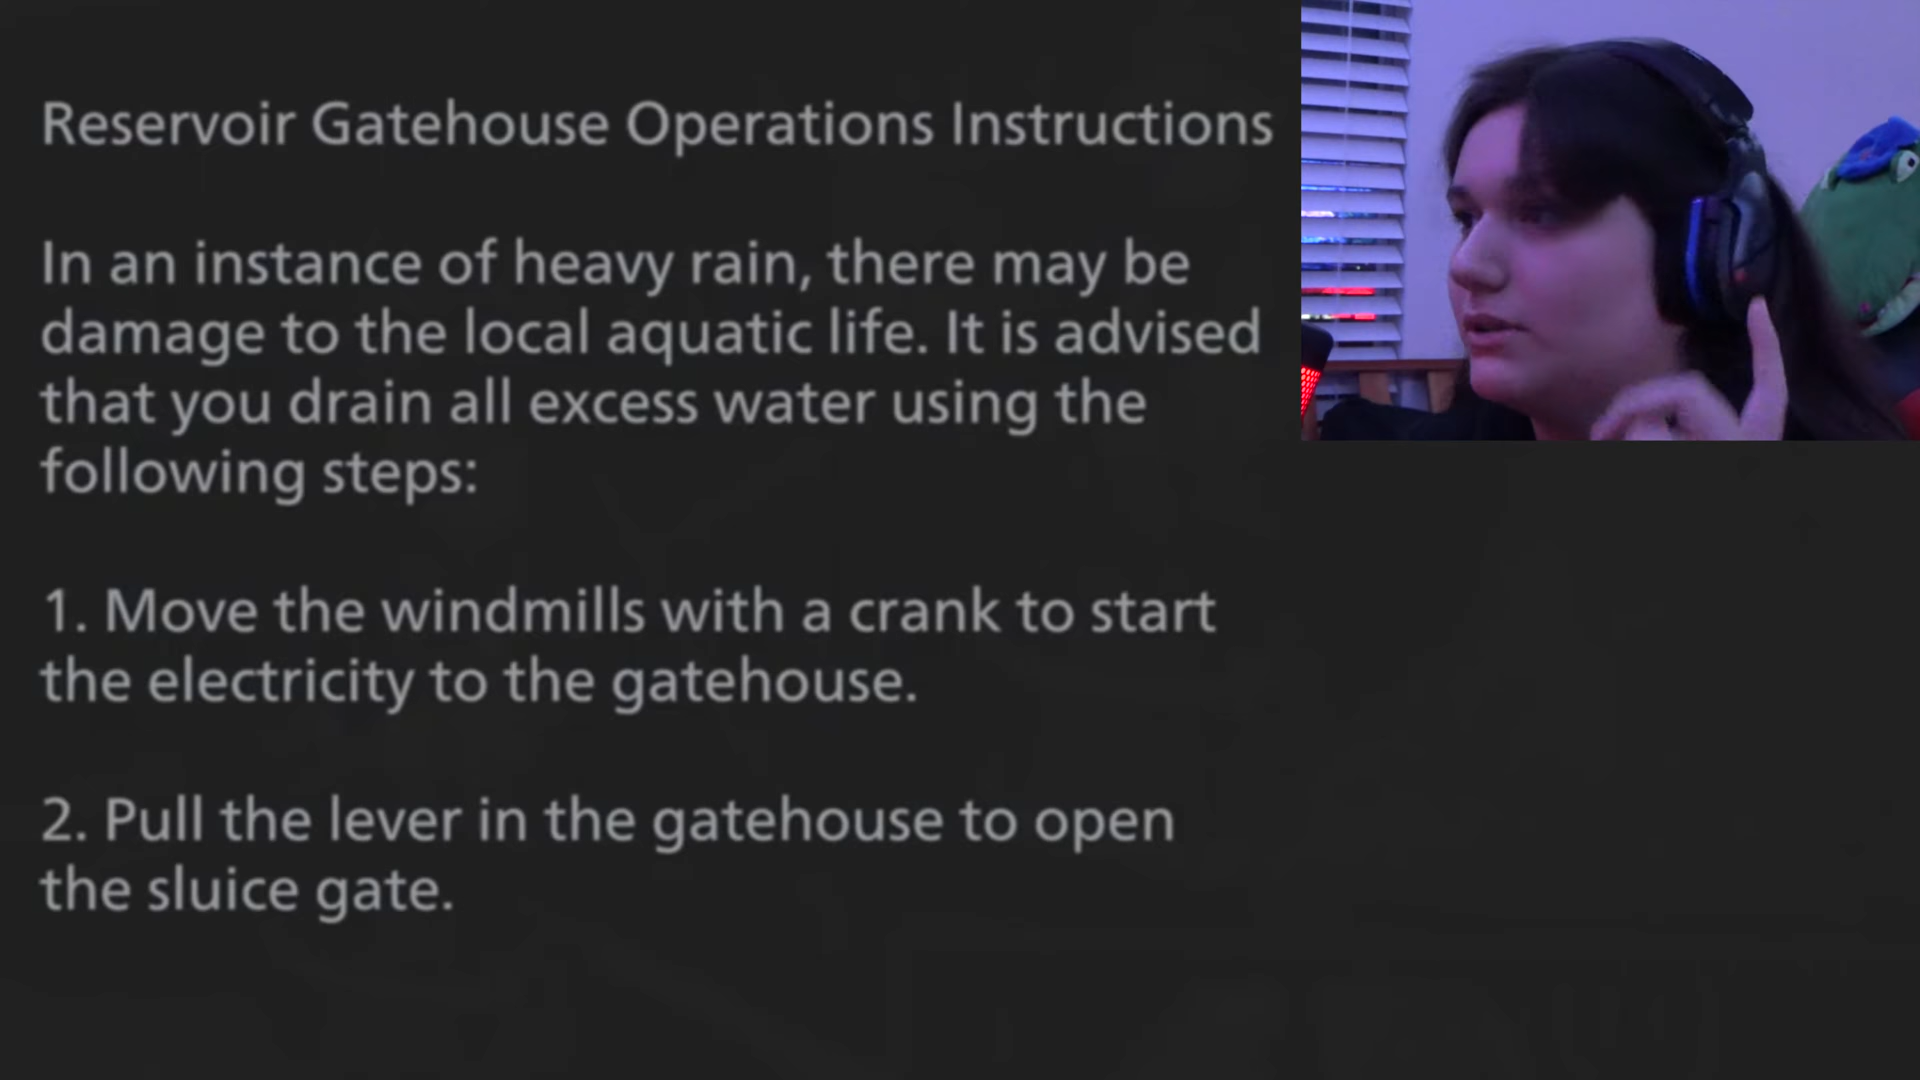 Reservoir Gatehouse Operations Instructions
In an instance of heavy rain, there may be
damage to the local aquatic life. It is advised
that you drain all excess water using the
following steps:
1. Move the windmills with a crank to start
the electricity to the gatehouse.
2. Pull the lever in the gatehouse to open
the sluice gate.